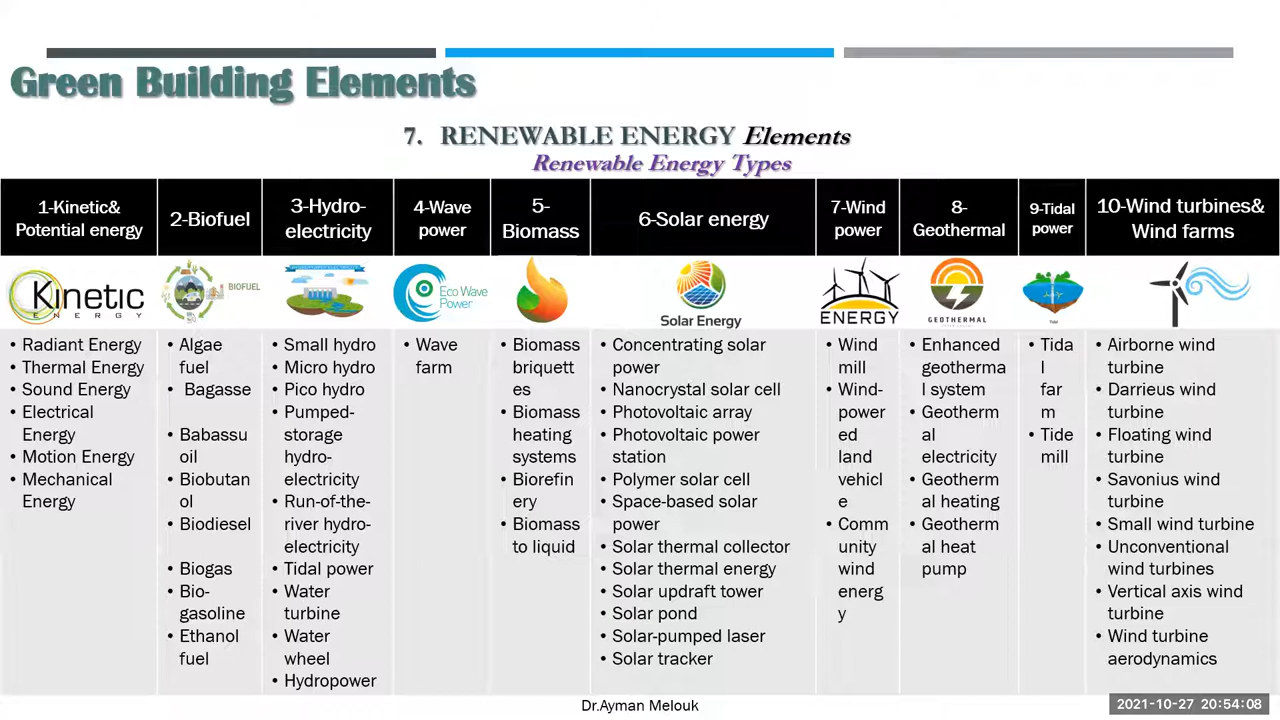 Green Building Elements
7. RENEWABLE ENERGY Elements
Renewable Energy Types
1-Kinetic&
Potential energy
2-Biofuel
3-Hydro-
electricity
4-Wave
power
5-
Biomass
6-Solar energy
7-Wind
power
8-
Geothermal
9-Tidal
power
10-Wind turbines&
Wind farms
Kinetic
ENERGY
BIOFUEL
Eco Wave
Power
Solar Energy
ENERGY
GEOTHERMAL
• Radiant Energy
• Thermal Energy
• Sound Energy
• Electrical
Energy
• Motion Energy
• Mechanical
Energy
• Algae
fuel
• Bagasse
• Babassu
oil
• Biobutan
ol
• Biodiesel
• Biogas
• Bio-
gasoline
• Ethanol
fuel
• Small hydro
• Micro hydro
• Pico hydro
• Pumped-
storage
hydro-
electricity
• Run-of-the-
river hydro-
electricity
• Tidal power
• Water
turbine
• Water
wheel
• Hydropower
• Wave
farm
• Biomass
briquett
es
• Biomass
heating
systems
• Biorefin
ery
• Biomass
to liquid
• Concentrating solar
power
• Nanocrystal solar cell
• Photovoltaic array
• Photovoltaic power
station
• Polymer solar cell
• Space-based solar
power
• Solar thermal collector
• Solar thermal energy
• Solar updraft tower
• Solar pond
• Solar-pumped laser
• Solar tracker
• Wind
mill
• Wind-
power
ed
land
vehicl
e
• Comm
unity
wind
energ
y
• Enhanced
geotherma
l system
• Geotherm
al
electricity
• Geotherm
al heating
• Geotherm
al heat
pump
• Tida
l
far
m
• Tide
mill
• Airborne wind
turbine
• Darrieus wind
turbine
• Floating wind
turbine
• Savonius wind
turbine
• Small wind turbine
• Unconventional
wind turbines
• Vertical axis wind
turbine
• Wind turbine
aerodynamics
Dr.Ayman Melouk
2021-10-27 20:54:08